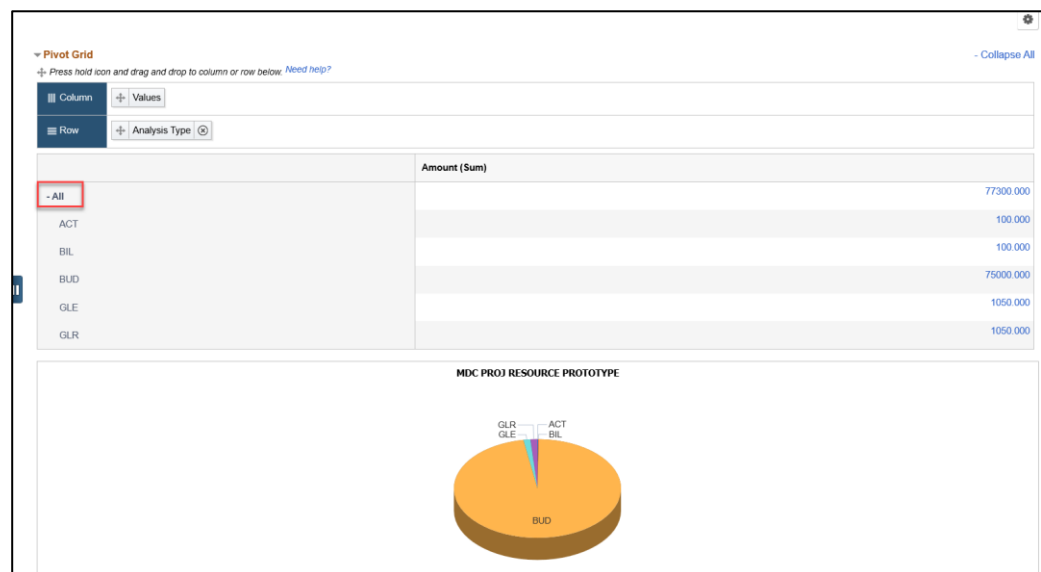 Pivot Grid
- Collapse All
Press hold icon and drag and drop to column or row below. Need help?
Column Values
Row Analysis Type
Amount (Sum)
- All 77300.000
ACT 100.000
BIL 100.000
BUD 75000.000
GLE 1050.000
GLR 1050.000
MDC PROJ RESOURCE PROTOTYPE
GLR ACT
GLE BIL
BUD